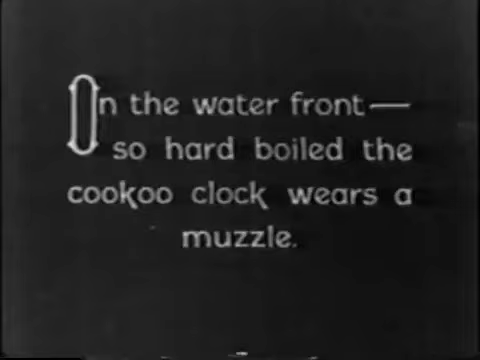 On the water front—
so hard boiled the
cookoo clock wears a
muzzle.